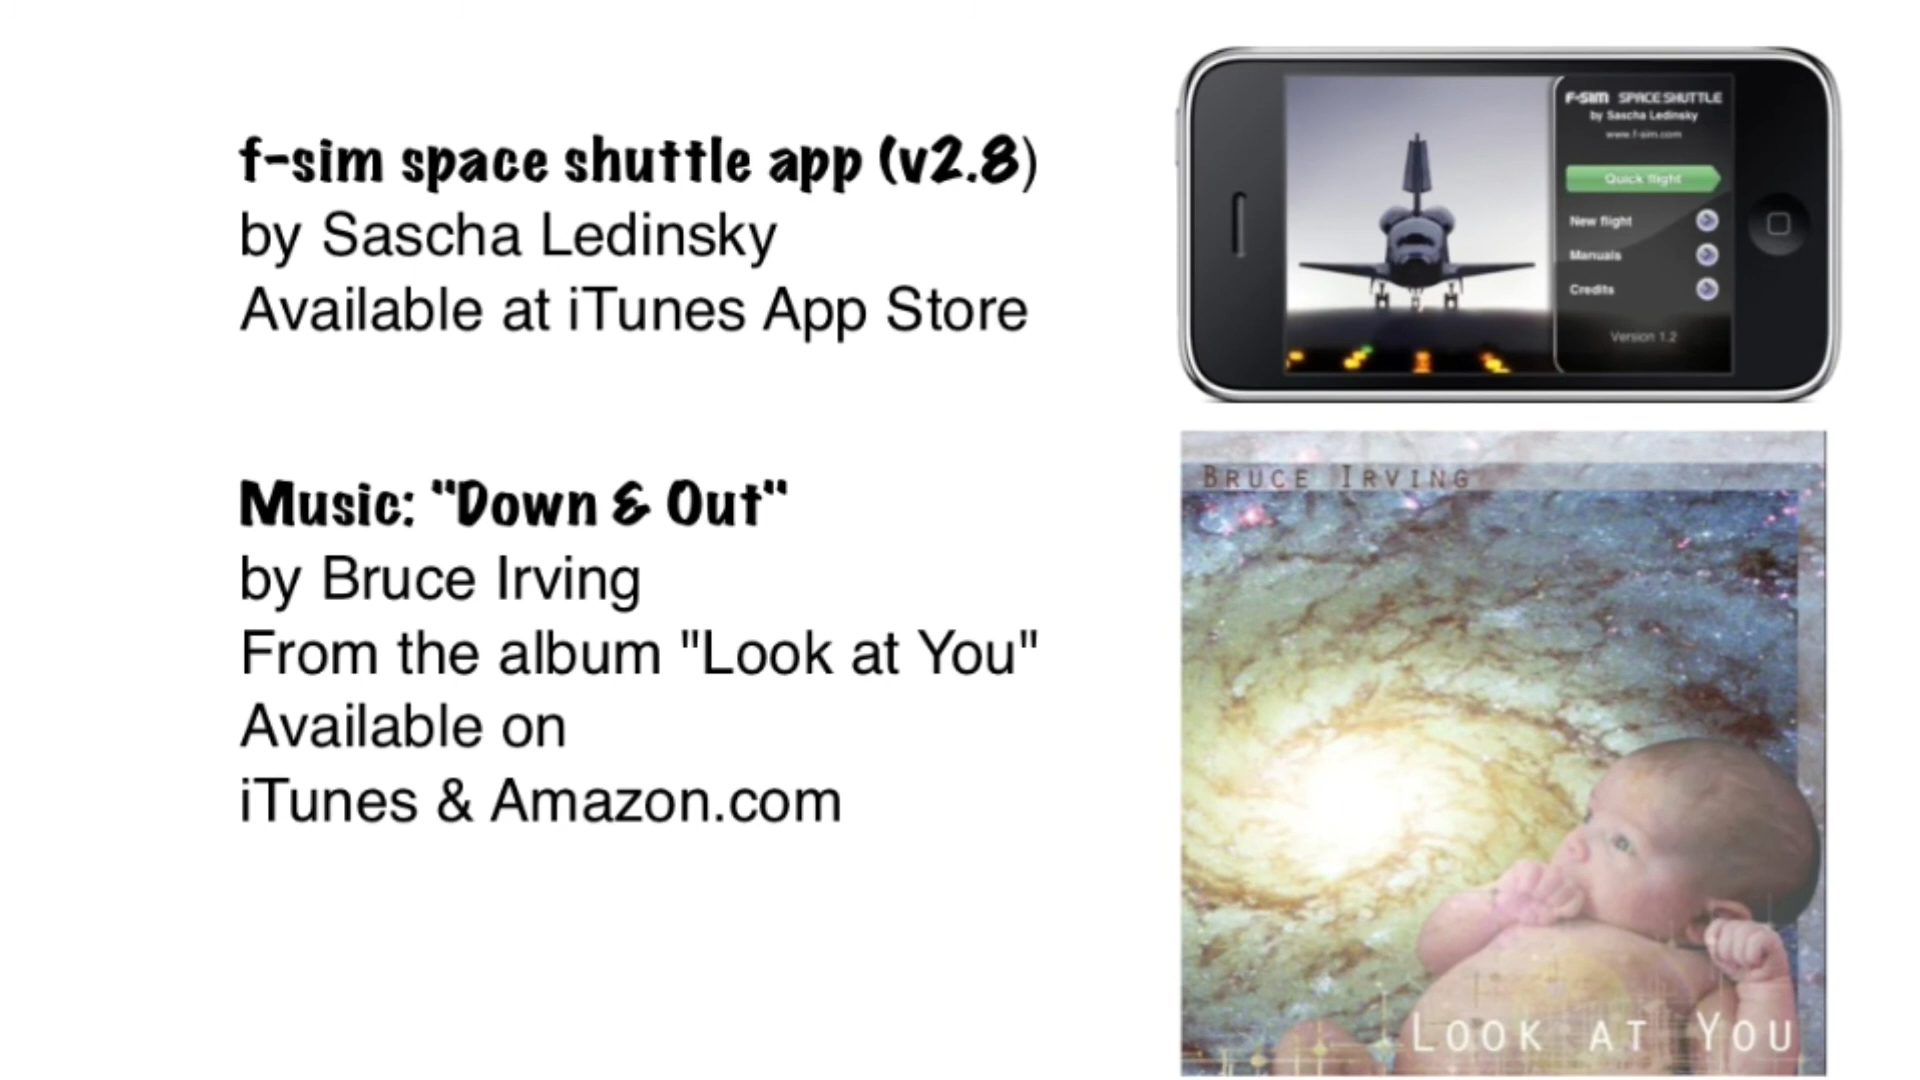 f-sim space shuttle app (v2.8)
by Sascha Ledinsky
Available at iTunes App Store
Music: "Down & Out"
by Bruce Irving
From the album "Look at You"
Available on
iTunes & Amazon.com
F-SIM SPACE SHUTTLE
by Sascha Ledinsky
www.f-sim.com
Quick flight
New flight
Manuals
Credits
Version 1.2
BRUCE IRVING
LOOK AT YOU